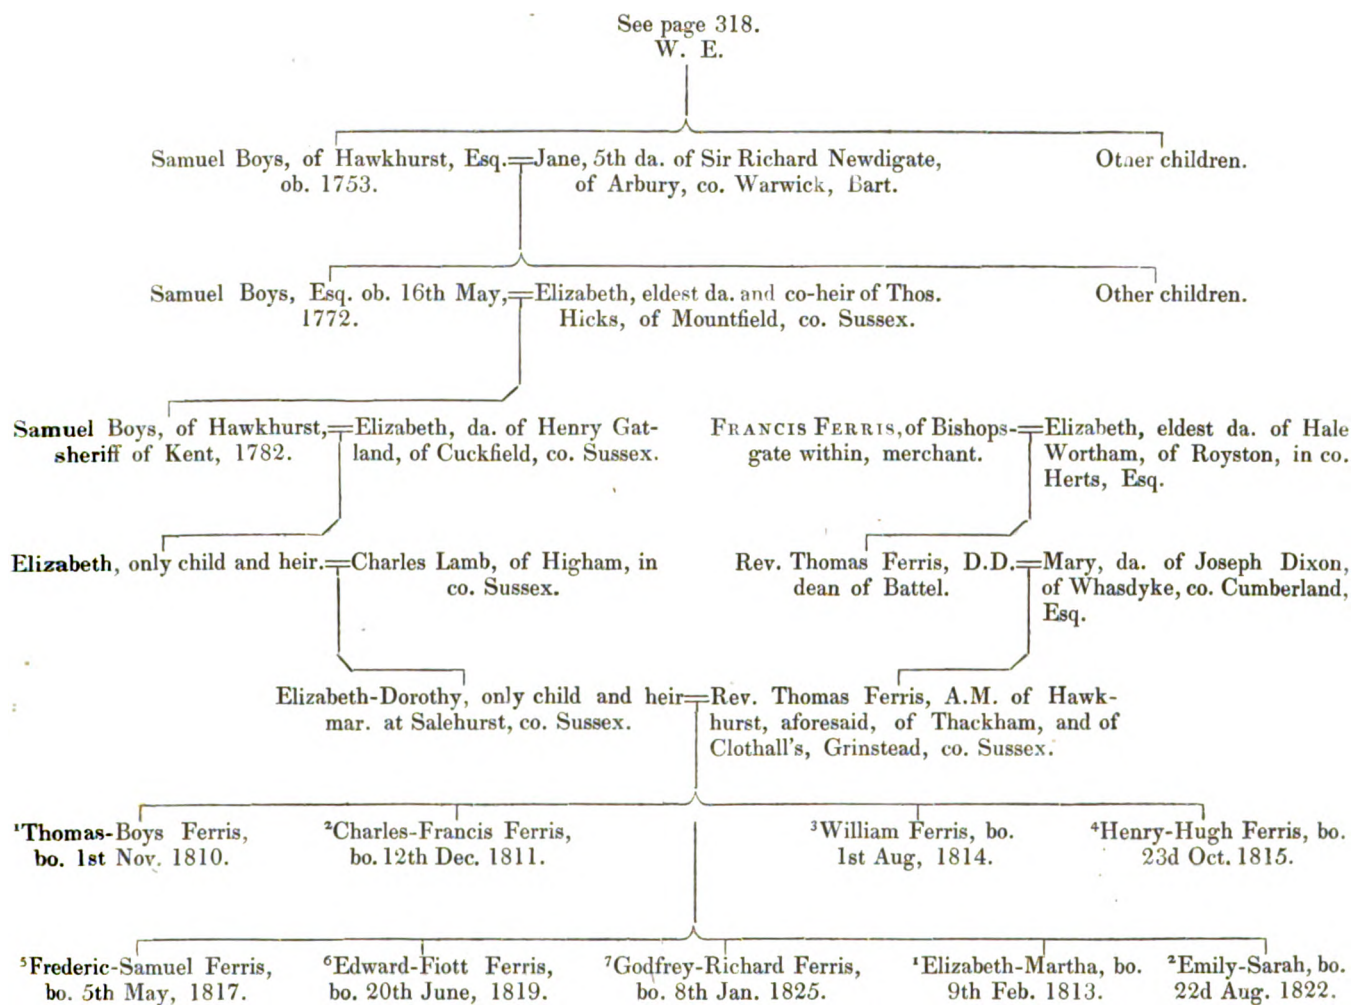 See page 318.
W. E.
Samuel Boys, of Hawkhurst, Esq.=Jane, 5th da. of Sir Richard Newdigate,
ob. 1753.
of Arbury, co. Warwick, Bart.
Other children.
Samuel Boys, Esq. ob. 16th May,=Elizabeth, eldest da. and co-heir of Thos.
1772.
Hicks, of Mountfield, co. Sussex.
Other children.
Samuel Boys, of Hawkhurst,=Elizabeth, da. of Henry Gat-
sheriff of Kent, 1782.
land, of Cuckfield, co. Sussex.
FRANCIS FERRIS, of Bishops-=Elizabeth, eldest da. of Hale
gate within, merchant.
Wortham, of Royston, in co.
Herts, Esq.
Elizabeth, only child and heir.=Charles Lamb, of Higham, in
co. Sussex.
Rev. Thomas Ferris, D.D.=Mary, da. of Joseph Dixon,
dean of Battel.
of Whasdyke, co. Cumberland,
Esq.
Elizabeth-Dorothy, only child and heir=Rev. Thomas Ferris, A.M. of Hawk-
mar. at Salehurst, co. Sussex.
hurst, aforesaid, of Thackham, and of
Clothall's, Grinstead, co. Sussex.
¹Thomas-Boys Ferris,
bo. 1st Nov. 1810.
²Charles-Francis Ferris,
bo. 12th Dec. 1811.
³William Ferris, bo.
1st Aug, 1814.
⁴Henry-Hugh Ferris, bo.
23d Oct. 1815.
⁵Frederic-Samuel Ferris,
bo. 5th May, 1817.
⁶Edward-Fiott Ferris,
bo. 20th June, 1819.
⁷Godfrey-Richard Ferris,
bo. 8th Jan. 1825.
¹Elizabeth-Martha, bo.
9th Feb. 1813.
²Emily-Sarah, bo.
22d Aug. 1822.